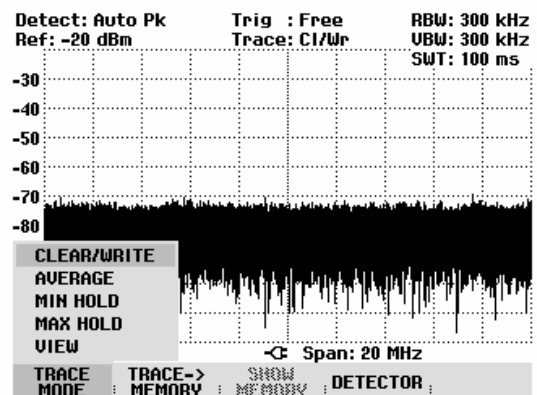 Detect: Auto Pk Trig : Free RBW: 300 kHz
Ref: -20 dBm Trace: Cl/Wr VBW: 300 kHz
SWT: 100 ms
-30
-40
-50
-60
-70
-80
CLEAR/WRITE
AVERAGE
MIN HOLD
MAX HOLD
VIEW
Span: 20 MHz
TRACE MODE
TRACE-> MEMORY
SHOW MEMORY
DETECTOR